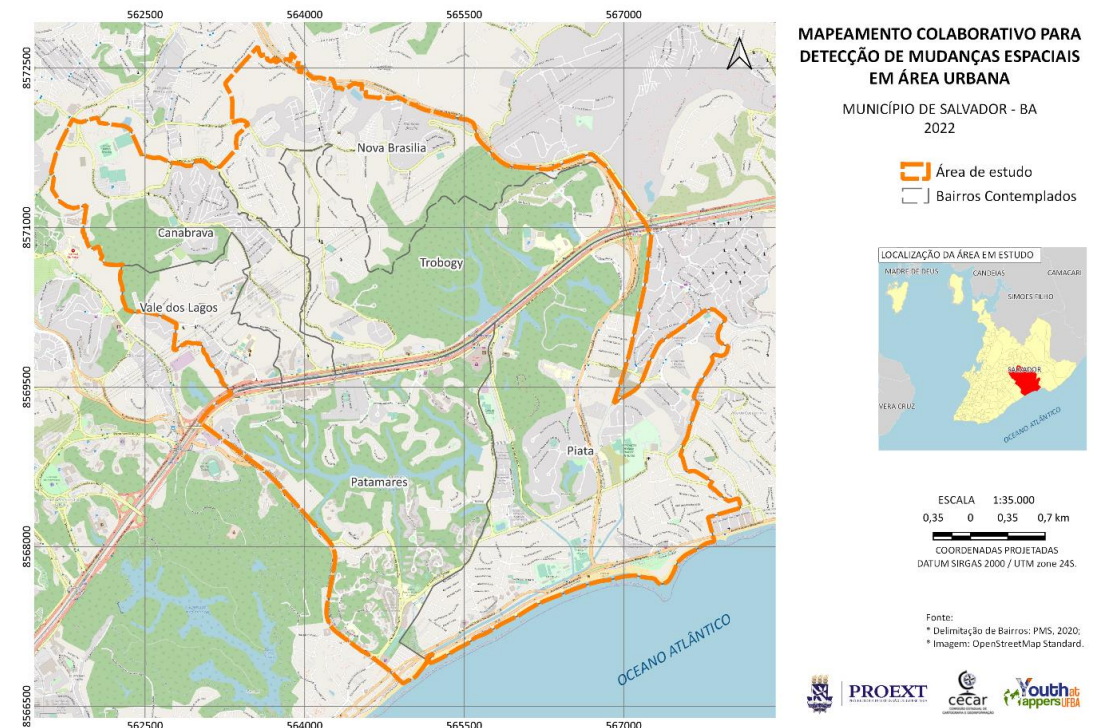 562500 564000 565500 567000
8572500
8571000
8569500
8568000
8566500
Nova Brasilia
Canabrava
Trobogy
Vale dos Lagos
Piata
Patamares
OCEANO ATLÂNTICO
562500 564000 565500 567000
MAPEAMENTO COLABORATIVO PARA
DETECÇÃO DE MUDANÇAS ESPACIAIS
EM ÁREA URBANA
MUNICÍPIO DE SALVADOR - BA
2022
Área de estudo
Bairros Contemplados
LOCALIZAÇÃO DA ÁREA EM ESTUDO
MADRE DE DEUS
CANDEIAS
CAMACARI
SIMOES FILHO
SALVADOR
VERA CRUZ
OCEANO ATLÂNTICO
ESCALA 1:35.000
0,35 0 0,35 0,7 km
COORDENADAS PROJETADAS
DATUM SIRGAS 2000 / UTM zone 24S.
Fonte:
* Delimitação de Bairros: PMS, 2020;
* Imagem: OpenStreetMap Standard.
PROEXT
cecar
Youth at
mappers UFBA